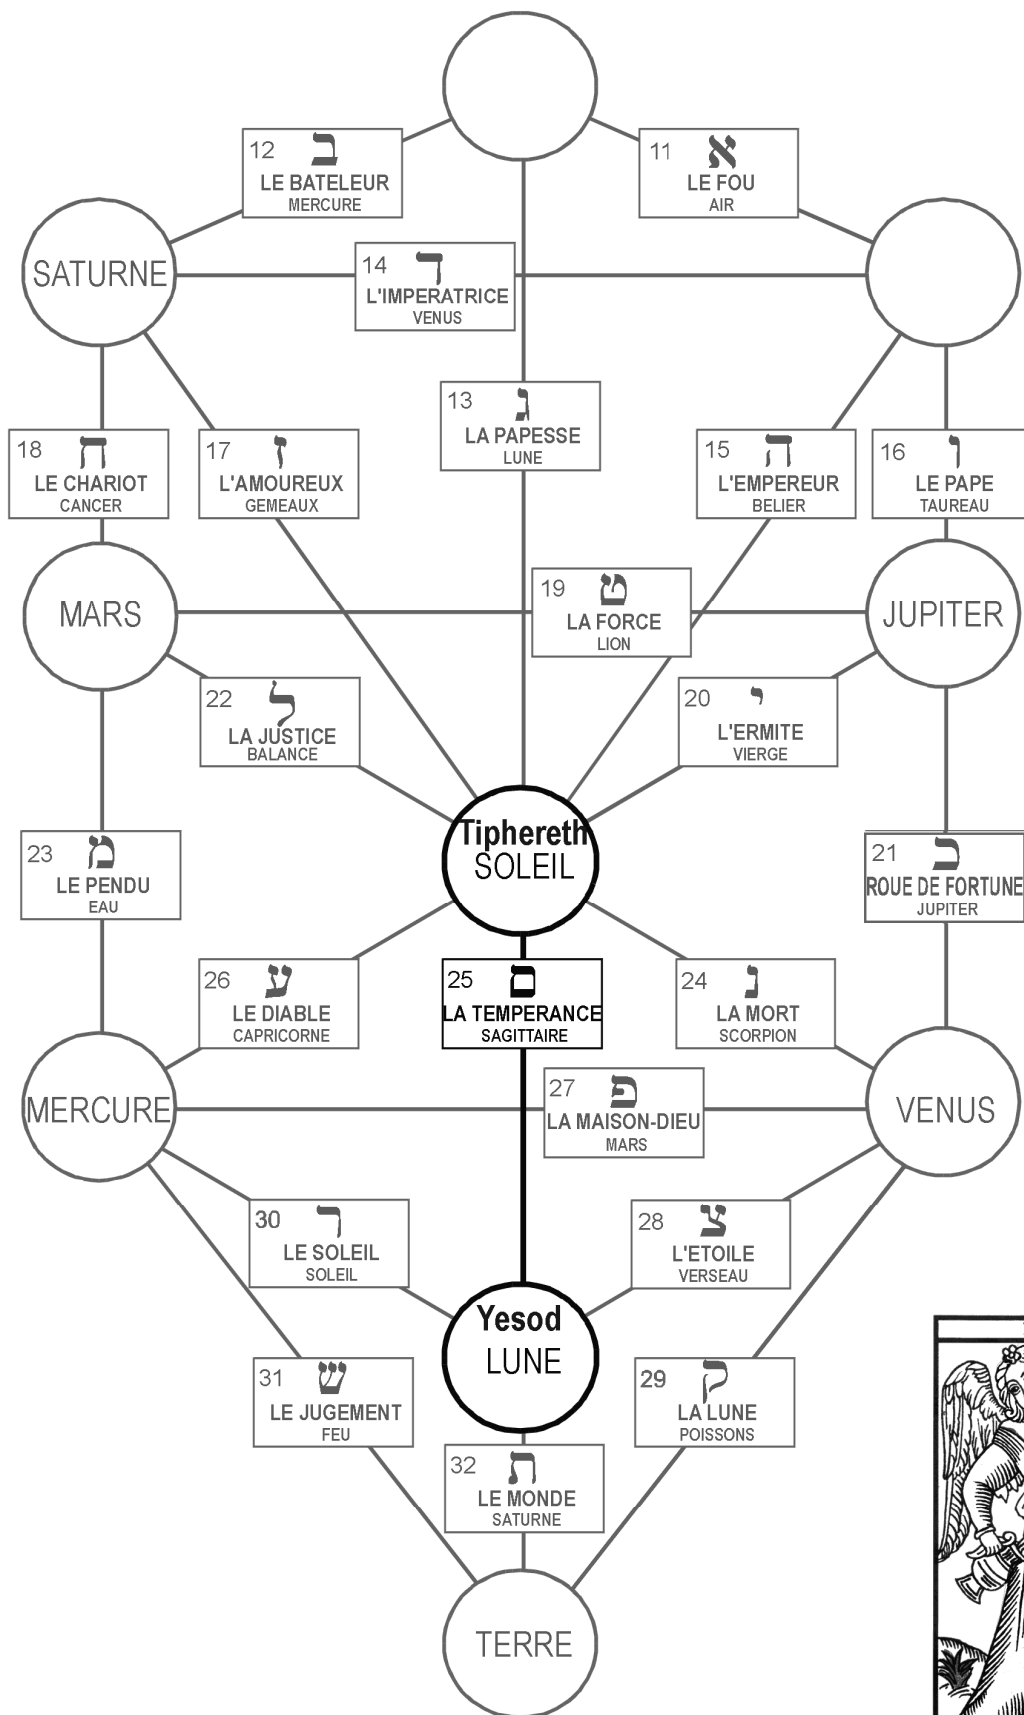 12 ב
LE BATELEUR
MERCURE
11 א
LE FOU
AIR
SATURNE
14 ד
L'IMPERATRICE
VENUS
13 ג
LA PAPESSE
LUNE
18 ח
LE CHARIOT
CANCER
17 ז
L'AMOUREUX
GEMEAUX
15 ה
L'EMPEREUR
BELIER
16 ו
LE PAPE
TAUREAU
MARS
19 ט
LA FORCE
LION
JUPITER
22 ל
LA JUSTICE
BALANCE
20 י
L'ERMITE
VIERGE
Tiphereth
SOLEIL
23 מ
LE PENDU
EAU
21 כ
ROUE DE FORTUNE
JUPITER
26 ע
LE DIABLE
CAPRICORNE
25 ם
LA TEMPERANCE
SAGITTAIRE
24 נ
LA MORT
SCORPION
MERCURE
27 פ
LA MAISON-DIEU
MARS
VENUS
30 ר
LE SOLEIL
SOLEIL
28 צ
L'ETOILE
VERSEAU
Yesod
LUNE
31 ש
LE JUGEMENT
FEU
29 ק
LA LUNE
POISSONS
32 ת
LE MONDE
SATURNE
TERRE